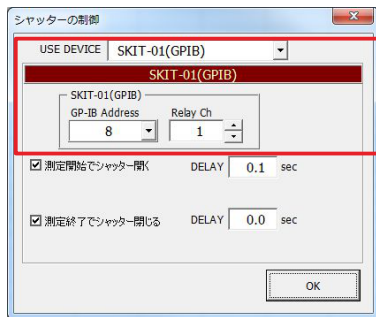 シャッターの制御
USE DEVICE SKIT-01(GPIB)
SKIT-01(GPIB)
SKIT-01(GPIB)
GP-IB Address Relay Ch
8 1
測定開始でシャッター開く DELAY 0.1 sec
測定終了でシャッター閉じる DELAY 0.0 sec
OK